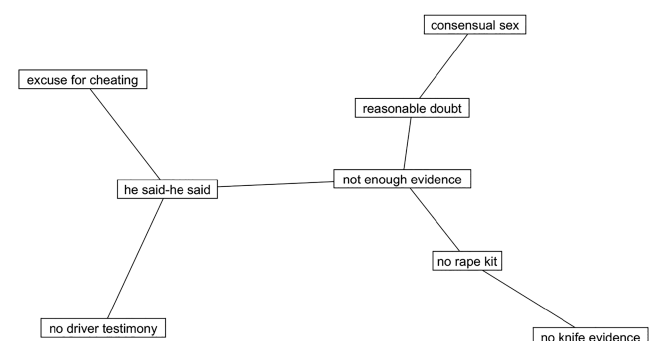 consensual sex
excuse for cheating
reasonable doubt
not enough evidence
he said-he said
no rape kit
no driver testimony
no knife evidence